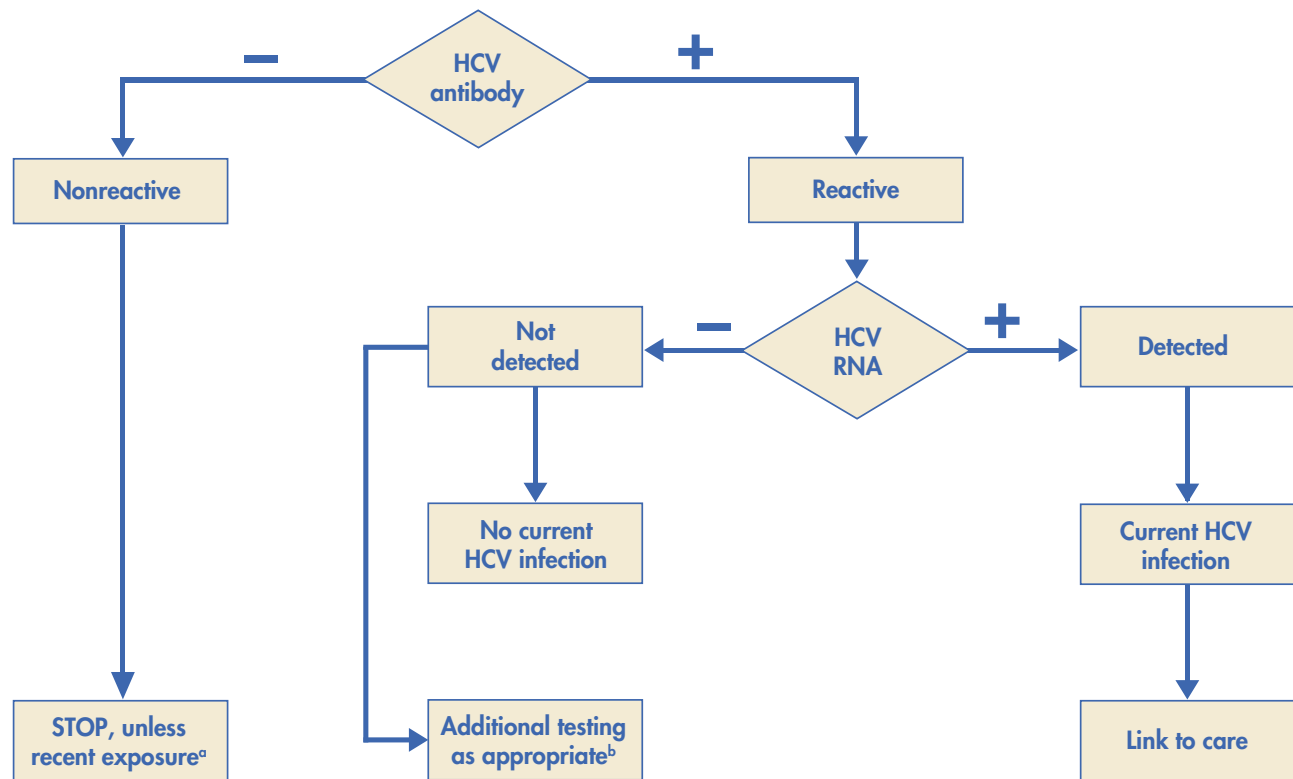 HCV
antibody
−
+
Nonreactive
Reactive
Not
detected
−
HCV
RNA
+
Detected
No current
HCV infection
Current HCV
infection
STOP, unless
recent exposureᵃ
Additional testing
as appropriateᵇ
Link to care